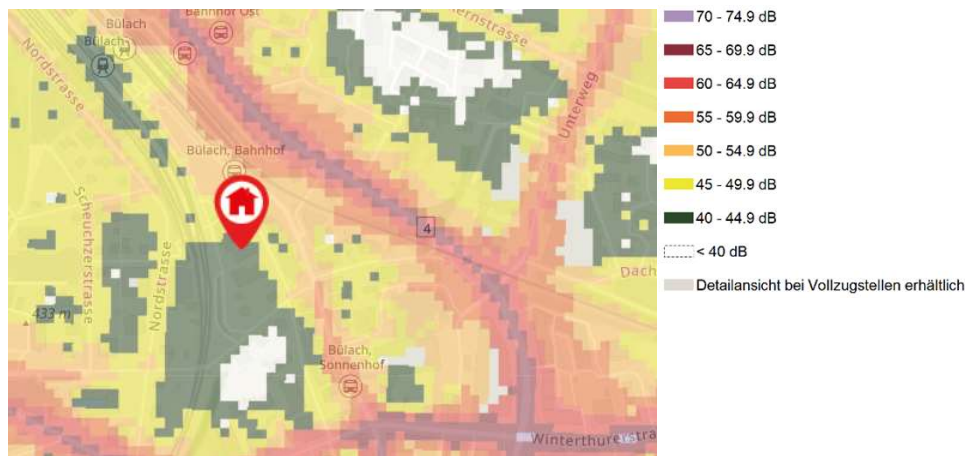 Bahnhof Ost
Bülach
Bülach
Nordstrasse
Unterweg
Bülach, Bahnhof
4
Scheuchzerstrasse
Nordstrasse
Dach
433 m
Bülach,
Sonnenhof
Winterthurerstra
70 - 74.9 dB
65 - 69.9 dB
60 - 64.9 dB
55 - 59.9 dB
50 - 54.9 dB
45 - 49.9 dB
40 - 44.9 dB
< 40 dB
Detailansicht bei Vollzugstellen erhältlich